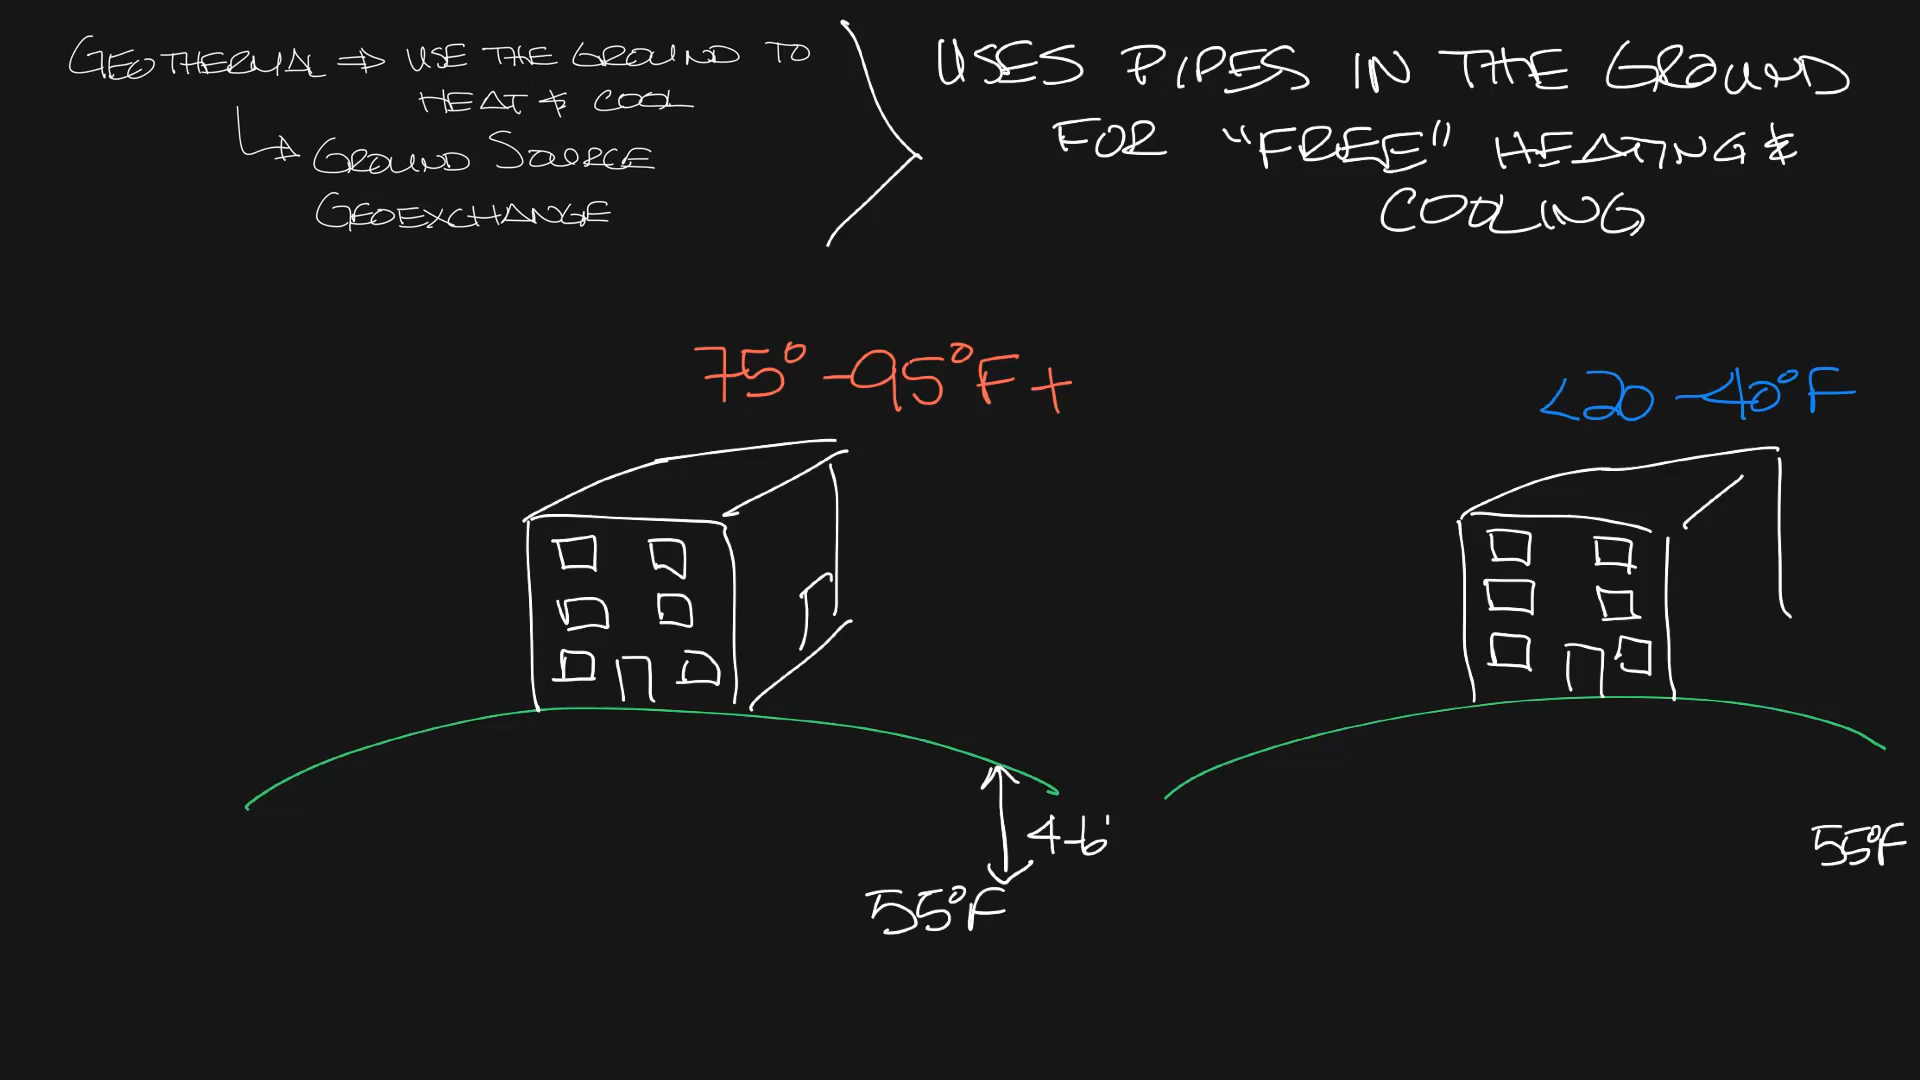 GEOTHERMAL ⇒ USE THE GROUND TO
HEAT & COOL
GROUND SOURCE
GEOEXCHANGE
USES PIPES IN THE GROUND
FOR "FREE" HEATING &
COOLING
75° - 95°F +
<20 - 40°F
4-6'
55°F
55°F